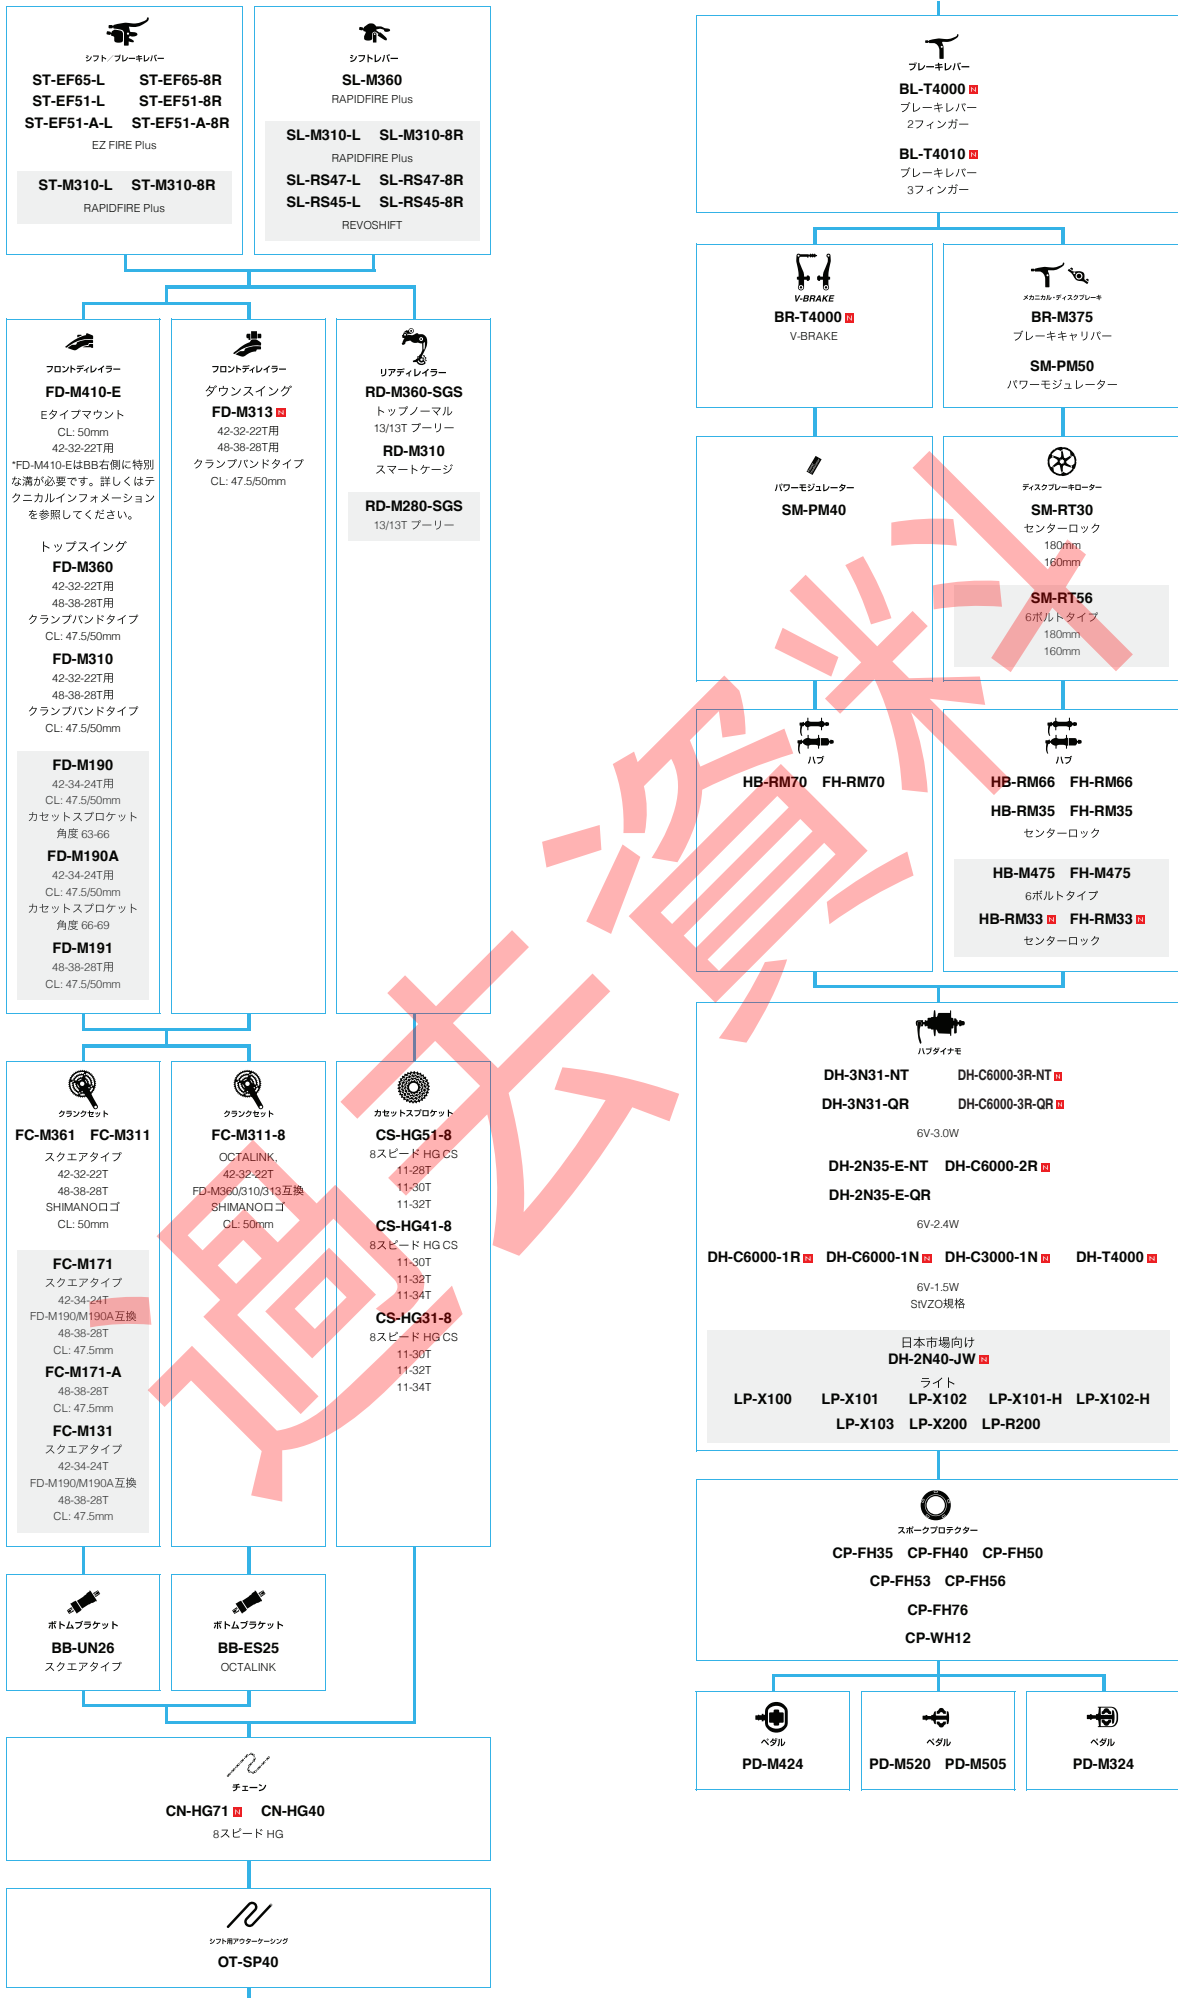 シフト／ブレーキレバー
ST-EF65-L ST-EF65-8R
ST-EF51-L ST-EF51-8R
ST-EF51-A-L ST-EF51-A-8R
EZ FIRE Plus
ST-M310-L ST-M310-8R
RAPIDFIRE Plus
シフトレバー
SL-M360
RAPIDFIRE Plus
SL-M310-L SL-M310-8R
RAPIDFIRE Plus
SL-RS47-L SL-RS47-8R
SL-RS45-L SL-RS45-8R
REVOSHIFT
フロントディレイラー
FD-M410-E
Eタイプマウント
CL: 50mm
42-32-22T用
*FD-M410-EはBB右側に特別
な溝が必要です。詳しくはテ
クニカルインフォメーション
を参照してください。
トップスイング
FD-M360
42-32-22T用
48-38-28T用
クランプバンドタイプ
CL: 47.5/50mm
FD-M310
42-32-22T用
48-38-28T用
クランプバンドタイプ
CL: 47.5/50mm
FD-M190
42-34-24T用
CL: 47.5/50mm
カセットスプロケット
角度 63-66
FD-M190A
42-34-24T用
CL: 47.5/50mm
カセットスプロケット
角度 66-69
FD-M191
48-38-28T用
CL: 47.5/50mm
フロントディレイラー
ダウンスイング
FD-M313 N
42-32-22T用
48-38-28T用
クランプバンドタイプ
CL: 47.5/50mm
リアディレイラー
RD-M360-SGS
トップノーマル
13/13T プーリー
RD-M310
スマートケージ
RD-M280-SGS
13/13T プーリー
クランクセット
FC-M361 FC-M311
スクエアタイプ
42-32-22T
48-38-28T
SHIMANOロゴ
CL: 50mm
FC-M171
スクエアタイプ
42-34-24T
FD-M190/M190A互換
48-38-28T
CL: 47.5mm
FC-M171-A
48-38-28T
CL: 47.5mm
FC-M131
スクエアタイプ
42-34-24T
FD-M190/M190A互換
48-38-28T
CL: 47.5mm
クランクセット
FC-M311-8
OCTALINK,
42-32-22T
FD-M360/310/313互換
SHIMANOロゴ
CL: 50mm
カセットスプロケット
CS-HG51-8
8スピード HG CS
11-28T
11-30T
11-32T
CS-HG41-8
8スピード HG CS
11-30T
11-32T
11-34T
CS-HG31-8
8スピード HG CS
11-30T
11-32T
11-34T
ボトムブラケット
BB-UN26
スクエアタイプ
ボトムブラケット
BB-ES25
OCTALINK
チェーン
CN-HG71 N CN-HG40
8スピード HG
シフト用アウターケーシング
OT-SP40
ブレーキレバー
BL-T4000 N
ブレーキレバー
2フィンガー
BL-T4010 N
ブレーキレバー
3フィンガー
V-BRAKE
BR-T4000 N
V-BRAKE
メカニカル・ディスクブレーキ
BR-M375
ブレーキキャリパー
SM-PM50
パワーモジュレーター
パワーモジュレーター
SM-PM40
ディスクブレーキローター
SM-RT30
センターロック
180mm
160mm
SM-RT56
6ボルトタイプ
180mm
160mm
ハブ
HB-RM70 FH-RM70
ハブ
HB-RM66 FH-RM66
HB-RM35 FH-RM35
センターロック
HB-M475 FH-M475
6ボルトタイプ
HB-RM33 N FH-RM33 N
センターロック
ハブダイナモ
DH-3N31-NT DH-C6000-3R-NT N
DH-3N31-QR DH-C6000-3R-QR N
6V-3.0W
DH-2N35-E-NT DH-C6000-2R N
DH-2N35-E-QR
6V-2.4W
DH-C6000-1R N DH-C6000-1N N DH-C3000-1N N DH-T4000 N
6V-1.5W
StVZO規格
日本市場向け
DH-2N40-JW N
ライト
LP-X100 LP-X101 LP-X102 LP-X101-H LP-X102-H
LP-X103 LP-X200 LP-R200
スポークプロテクター
CP-FH35 CP-FH40 CP-FH50
CP-FH53 CP-FH56
CP-FH76
CP-WH12
ペダル
PD-M424
ペダル
PD-M520 PD-M505
ペダル
PD-M324
過去資料